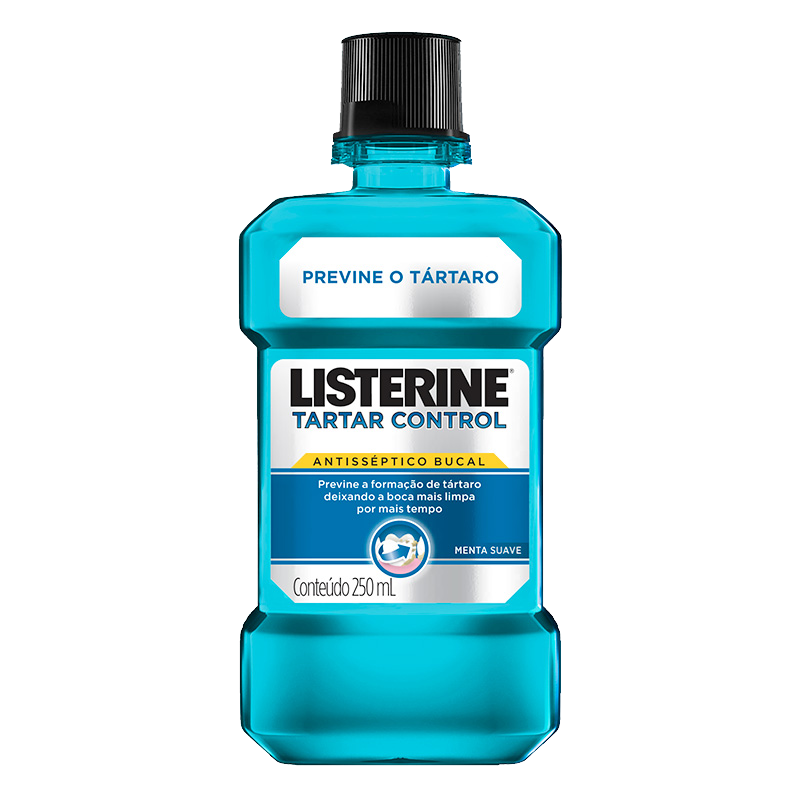 PREVINE O TÁRTARO
LISTERINE®
TARTAR CONTROL
ANTISSÉPTICO BUCAL
Previne a formação de tártaro
deixando a boca mais limpa
por mais tempo
MENTA SUAVE
Conteúdo 250 mL